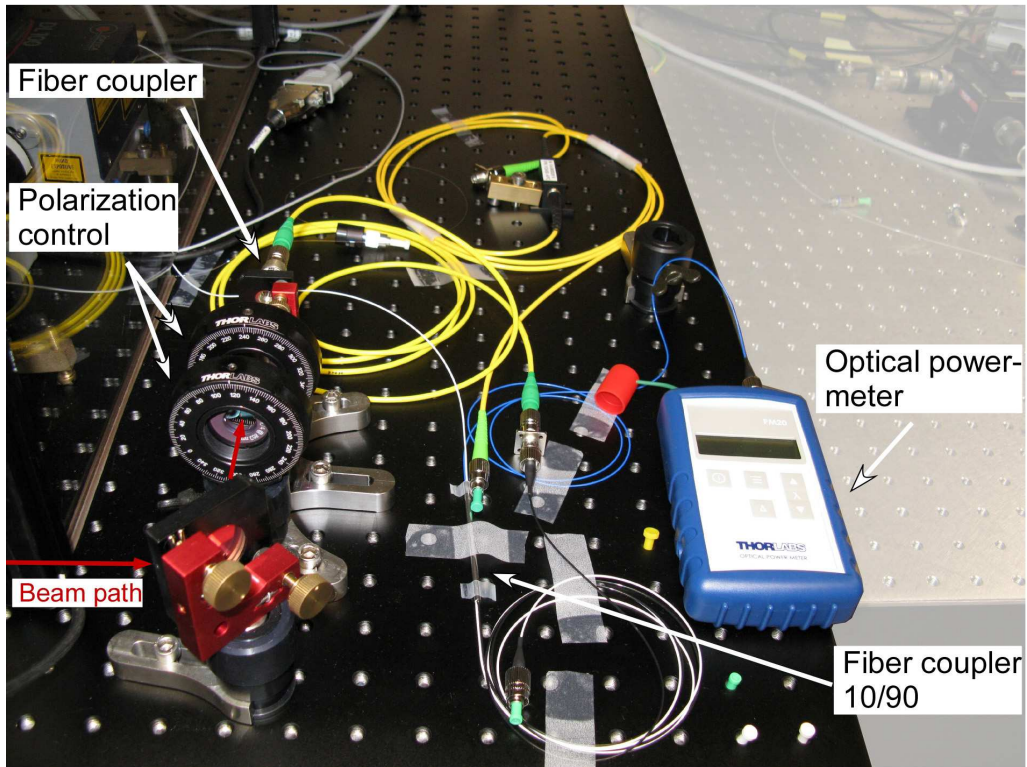 Fiber coupler
Polarization
control
THORLABS
THORLABS
Optical power-
meter
PM20
THORLABS
OPTICAL POWER METER
Beam path
Fiber coupler
10/90